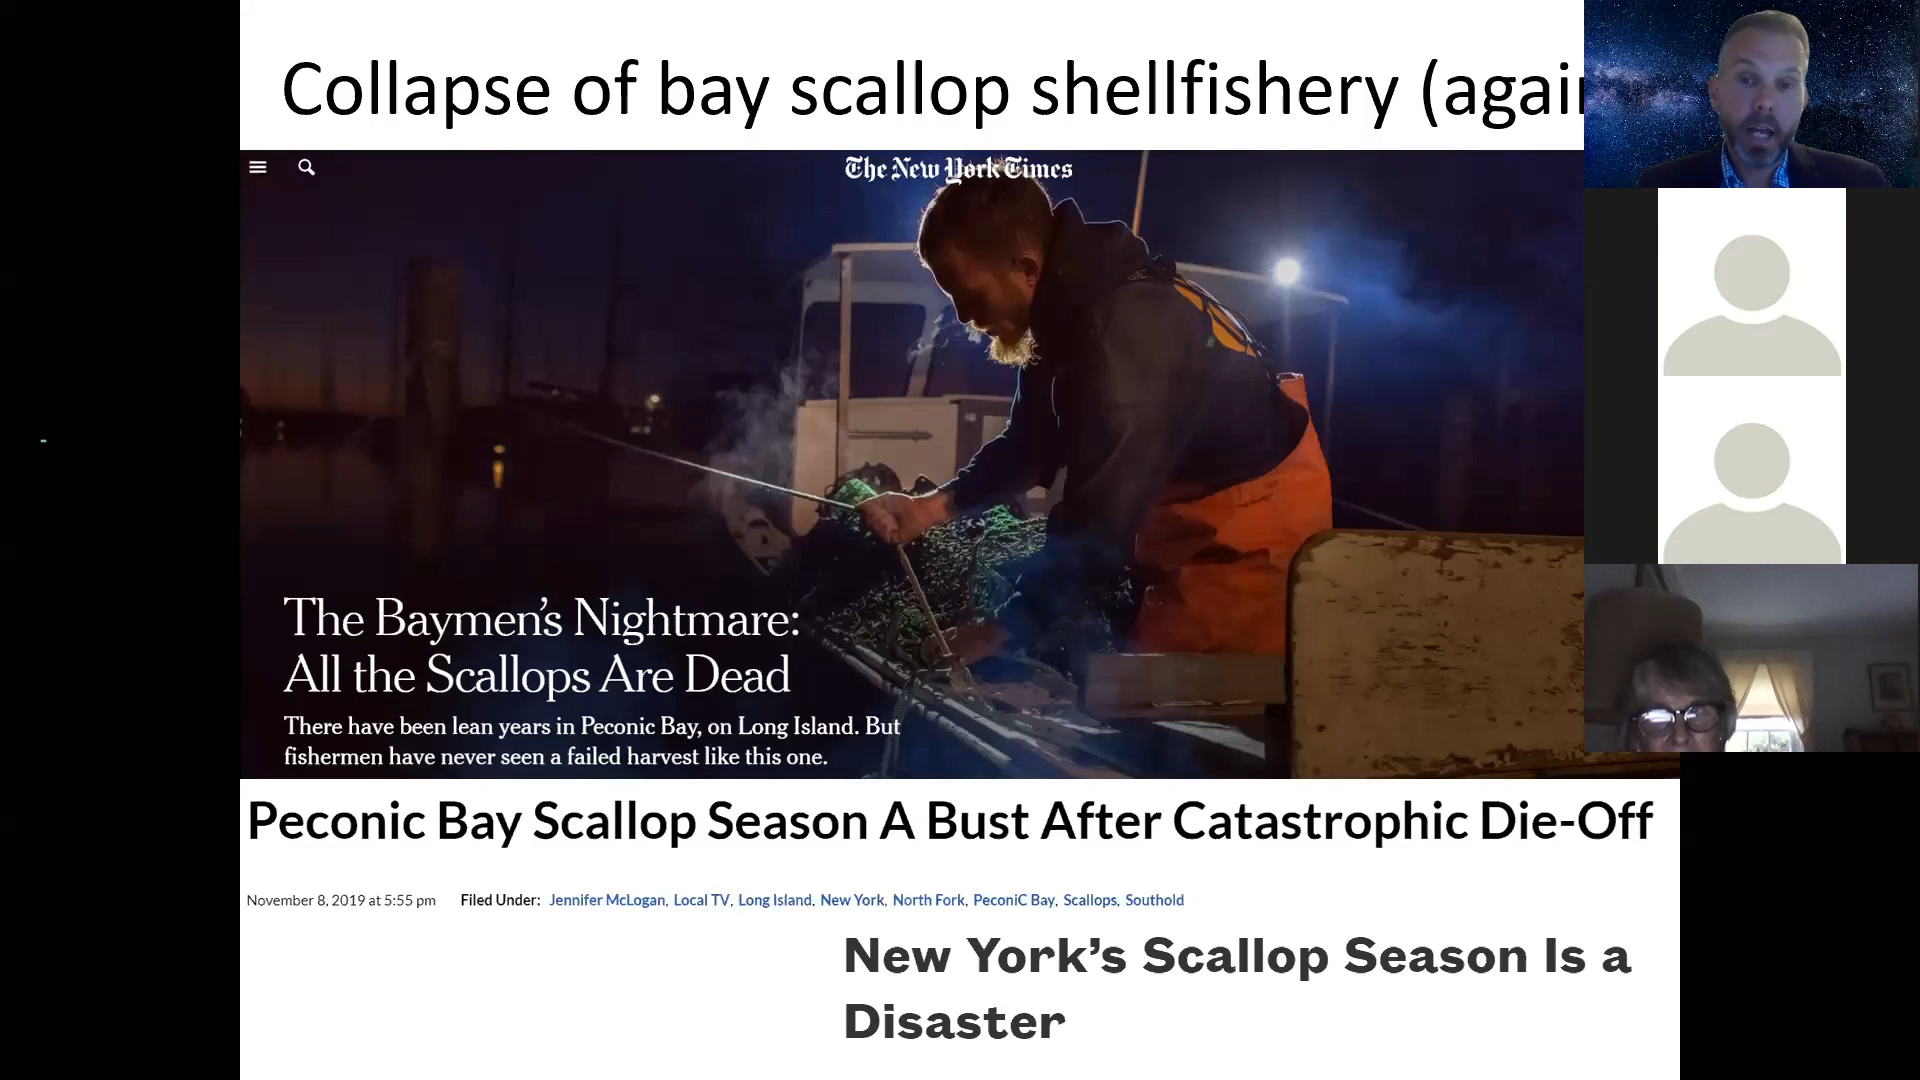 Collapse of bay scallop shellfishery (again
The New York Times
The Baymen’s Nightmare:
All the Scallops Are Dead
There have been lean years in Peconic Bay, on Long Island. But
fishermen have never seen a failed harvest like this one.
Peconic Bay Scallop Season A Bust After Catastrophic Die-Off
November 8, 2019 at 5:55 pm Filed Under: Jennifer McLogan, Local TV, Long Island, New York, North Fork, PeconiC Bay, Scallops, Southold
New York’s Scallop Season Is a
Disaster